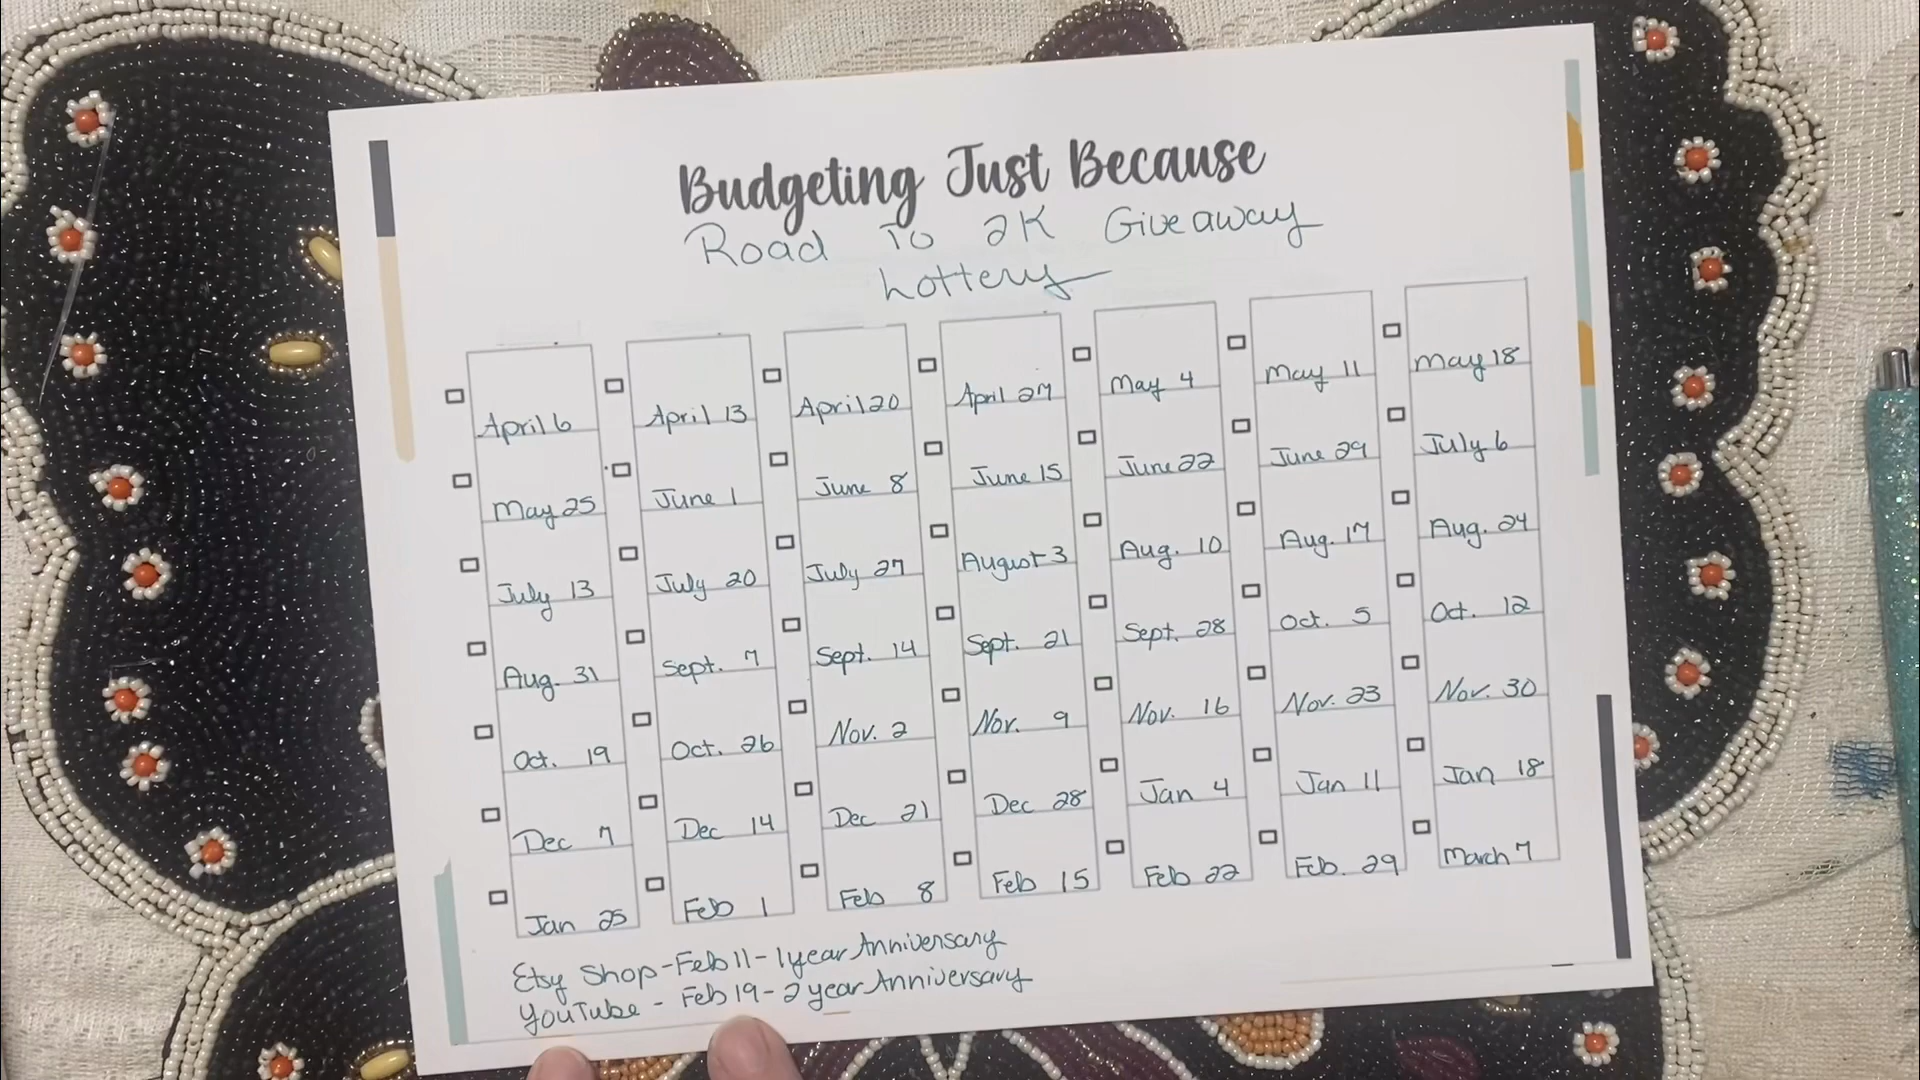 Budgeting Just Because
Road To 2K Giveaway
Lottery
April 6 April 13 April 20 April 27 May 4 May 11 May 18
May 25 June 1 June 8 June 15 June 22 June 29 July 6
July 13 July 20 July 27 August 3 Aug. 10 Aug. 17 Aug. 24
Aug. 31 Sept. 7 Sept. 14 Sept. 21 Sept. 28 Oct. 5 Oct. 12
Oct. 19 Oct. 26 Nov. 2 Nov. 9 Nov. 16 Nov. 23 Nov. 30
Dec 7 Dec 14 Dec 21 Dec 28 Jan 4 Jan 11 Jan 18
Jan 25 Feb 1 Feb 8 Feb 15 Feb 22 Feb. 29 March 7
Etsy Shop - Feb 11 - 1 year Anniversary
YouTube - Feb 19 - 2 year Anniversary